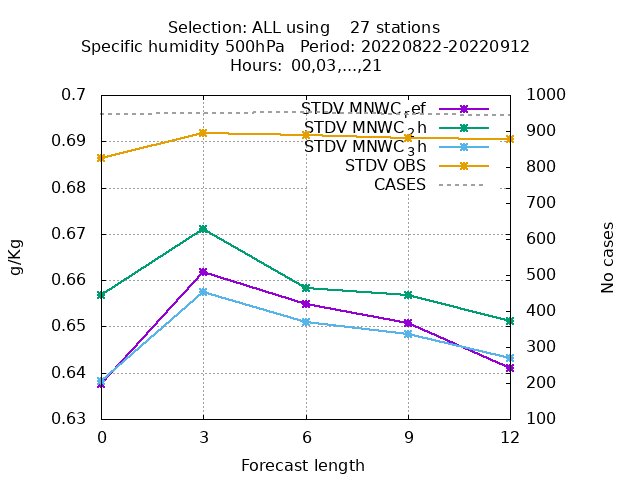 Selection: ALL using    27 stations
Specific humidity 500hPa   Period: 20220822-20220912
Hours:  00,03,...,21
0.7
0.69
0.68
0.67
0.66
0.65
0.64
0.63
g/Kg
1000
900
800
700
600
500
400
300
200
100
No cases
STDV MNWC_ref
STDV MNWC_2h
STDV MNWC_3h
STDV OBS
CASES
0 3 6 9 12
Forecast length